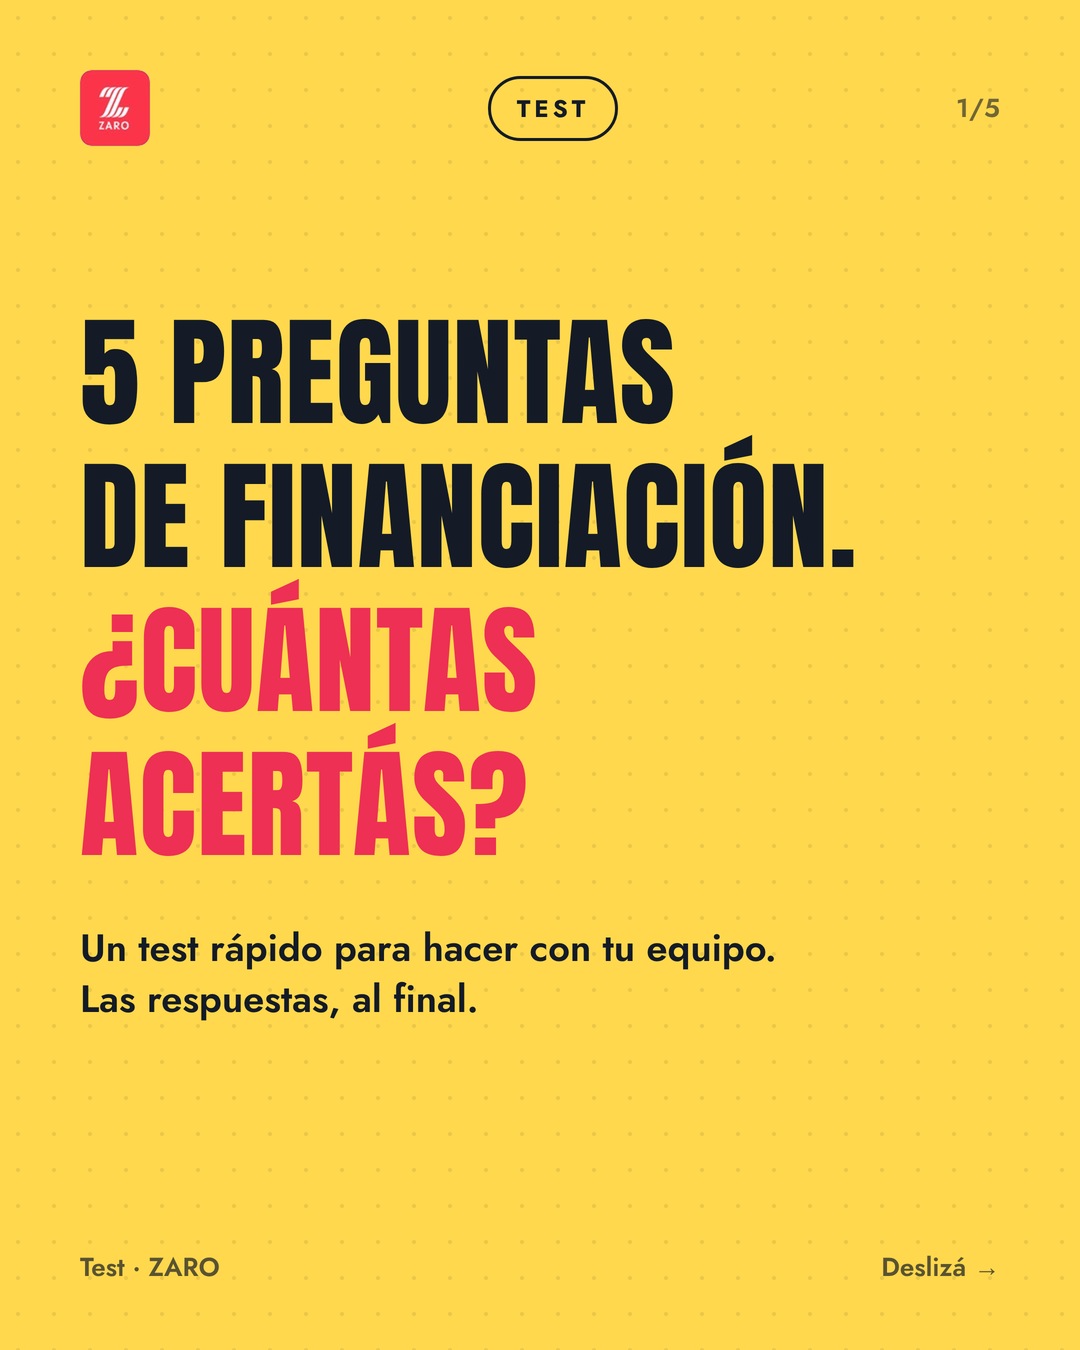 ZARO
TEST
1/5
5 PREGUNTAS
DE FINANCIACIÓN.
¿CUÁNTAS
ACERTÁS?
Un test rápido para hacer con tu equipo.
Las respuestas, al final.
Test · ZARO
Deslizá →